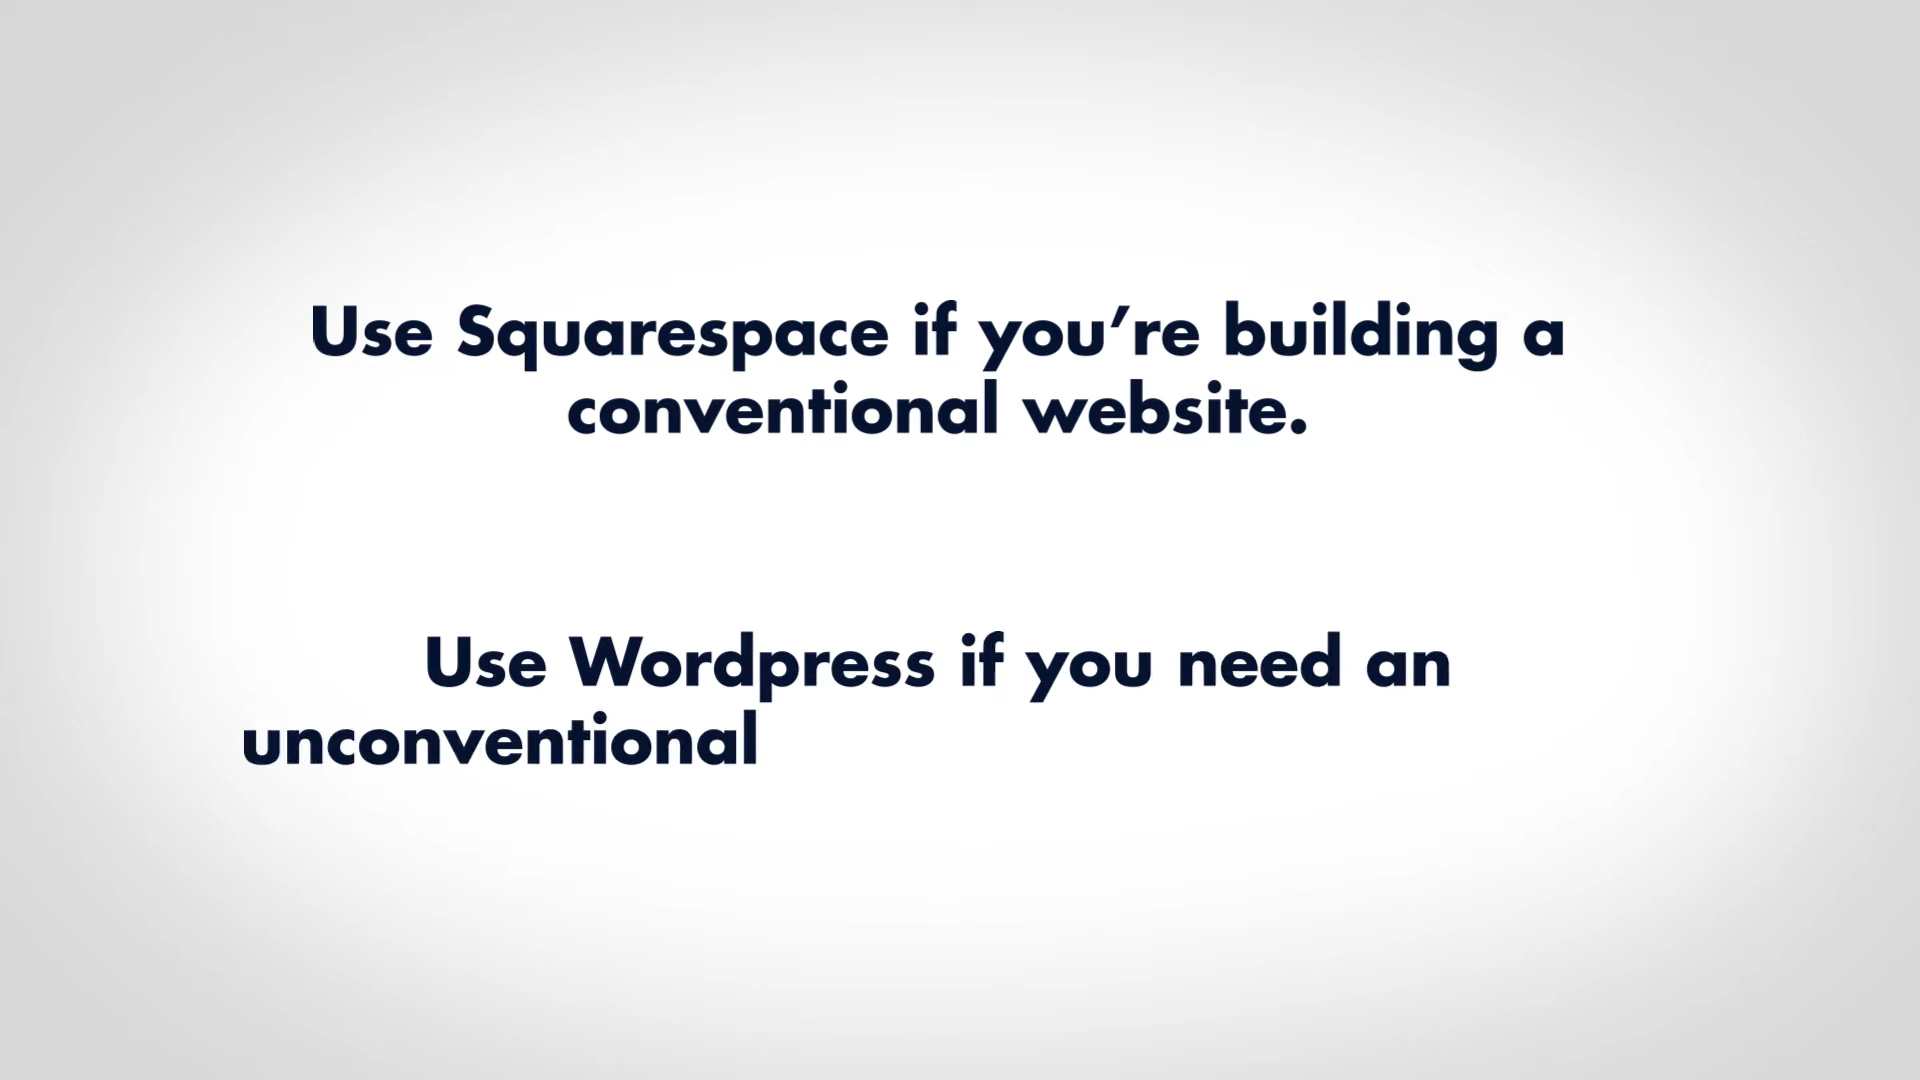 Use Squarespace if you’re building a
conventional website.
Use Wordpress if you need an
unconventional